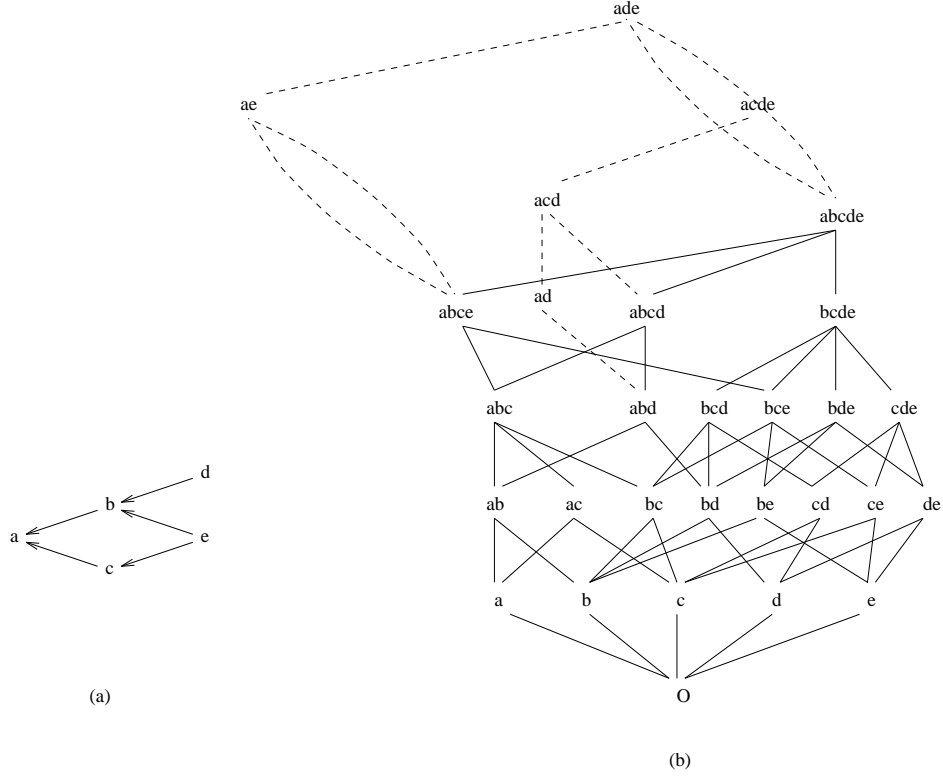 ade
ae acde
acd
abcde
abce ad abcd bcde
abc abd bcd bce bde cde
ab ac bc bd be cd ce de
a b c d e
O
(b)
d
b
a e
c
(a)